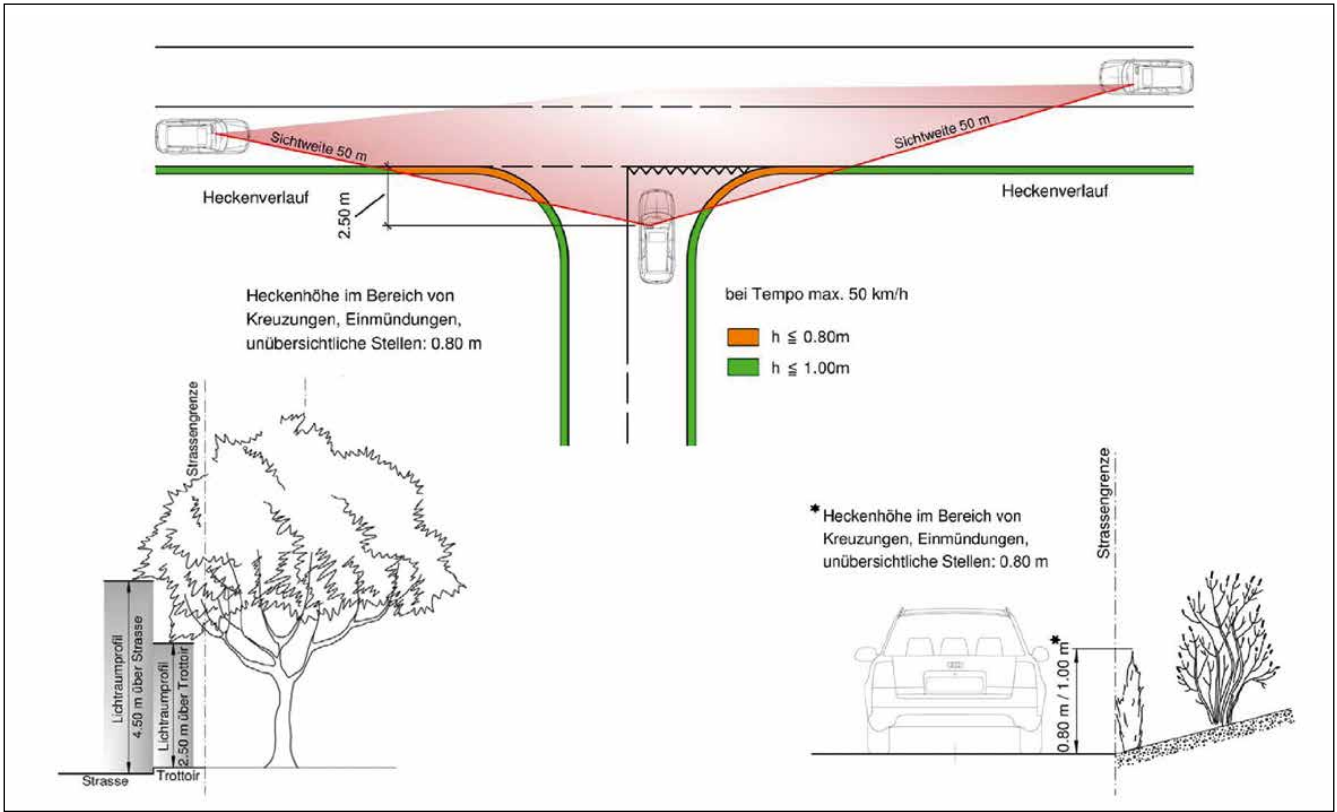 Sichtweite 50 m
Sichtweite 50 m
Heckenverlauf
Heckenverlauf
2.50 m
Heckenhöhe im Bereich von
Kreuzungen, Einmündungen,
unübersichtliche Stellen: 0.80 m
bei Tempo max. 50 km/h
h ≦ 0.80m
h ≦ 1.00m
Strassengrenze
Lichtraumprofil
4.50 m über Strasse
Lichtraumprofil
2.50 m über Trottoir
Strasse
Trottoir
* Heckenhöhe im Bereich von
Kreuzungen, Einmündungen,
unübersichtliche Stellen: 0.80 m
Strassengrenze
0.80 m / 1.00 m*